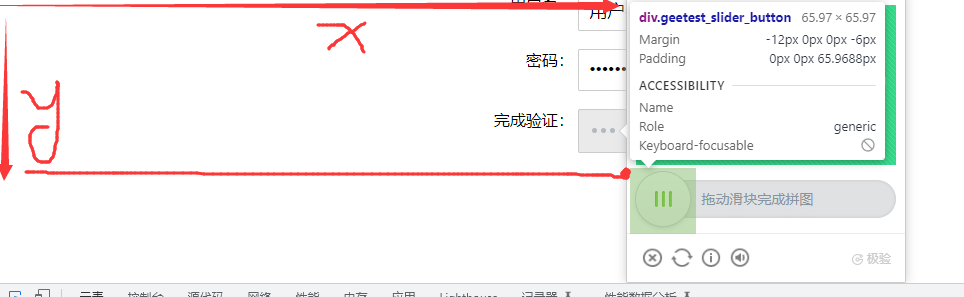 用户
x
div.geetest_slider_button 65.97 × 65.97
Margin -12px 0px 0px -6px
Padding 0px 0px 65.9688px
密码：
ACCESSIBILITY
Name
完成验证：
Role generic
Keyboard-focusable
y
拖动滑块完成拼图
极验
元素 控制台 源代码 网络 性能 内存 应用 Lighthouse 记录器 性能数据分析